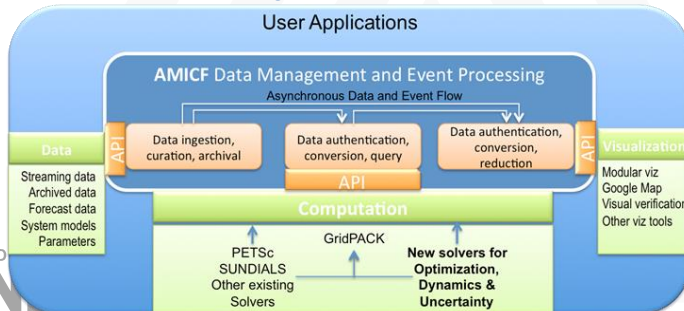 User Applications
AMICF Data Management and Event Processing
Asynchronous Data and Event Flow
API
Data ingestion,
curation, archival
Data authentication,
conversion, query
Data authentication,
conversion,
reduction
API
API
Data
Streaming data
Archived data
Forecast data
System models
Parameters
Visualization
Modular viz
Google Map
Visual verification
Other viz tools
Computation
PETSc
SUNDIALS
Other existing
Solvers
GridPACK
New solvers for
Optimization,
Dynamics &
Uncertainty